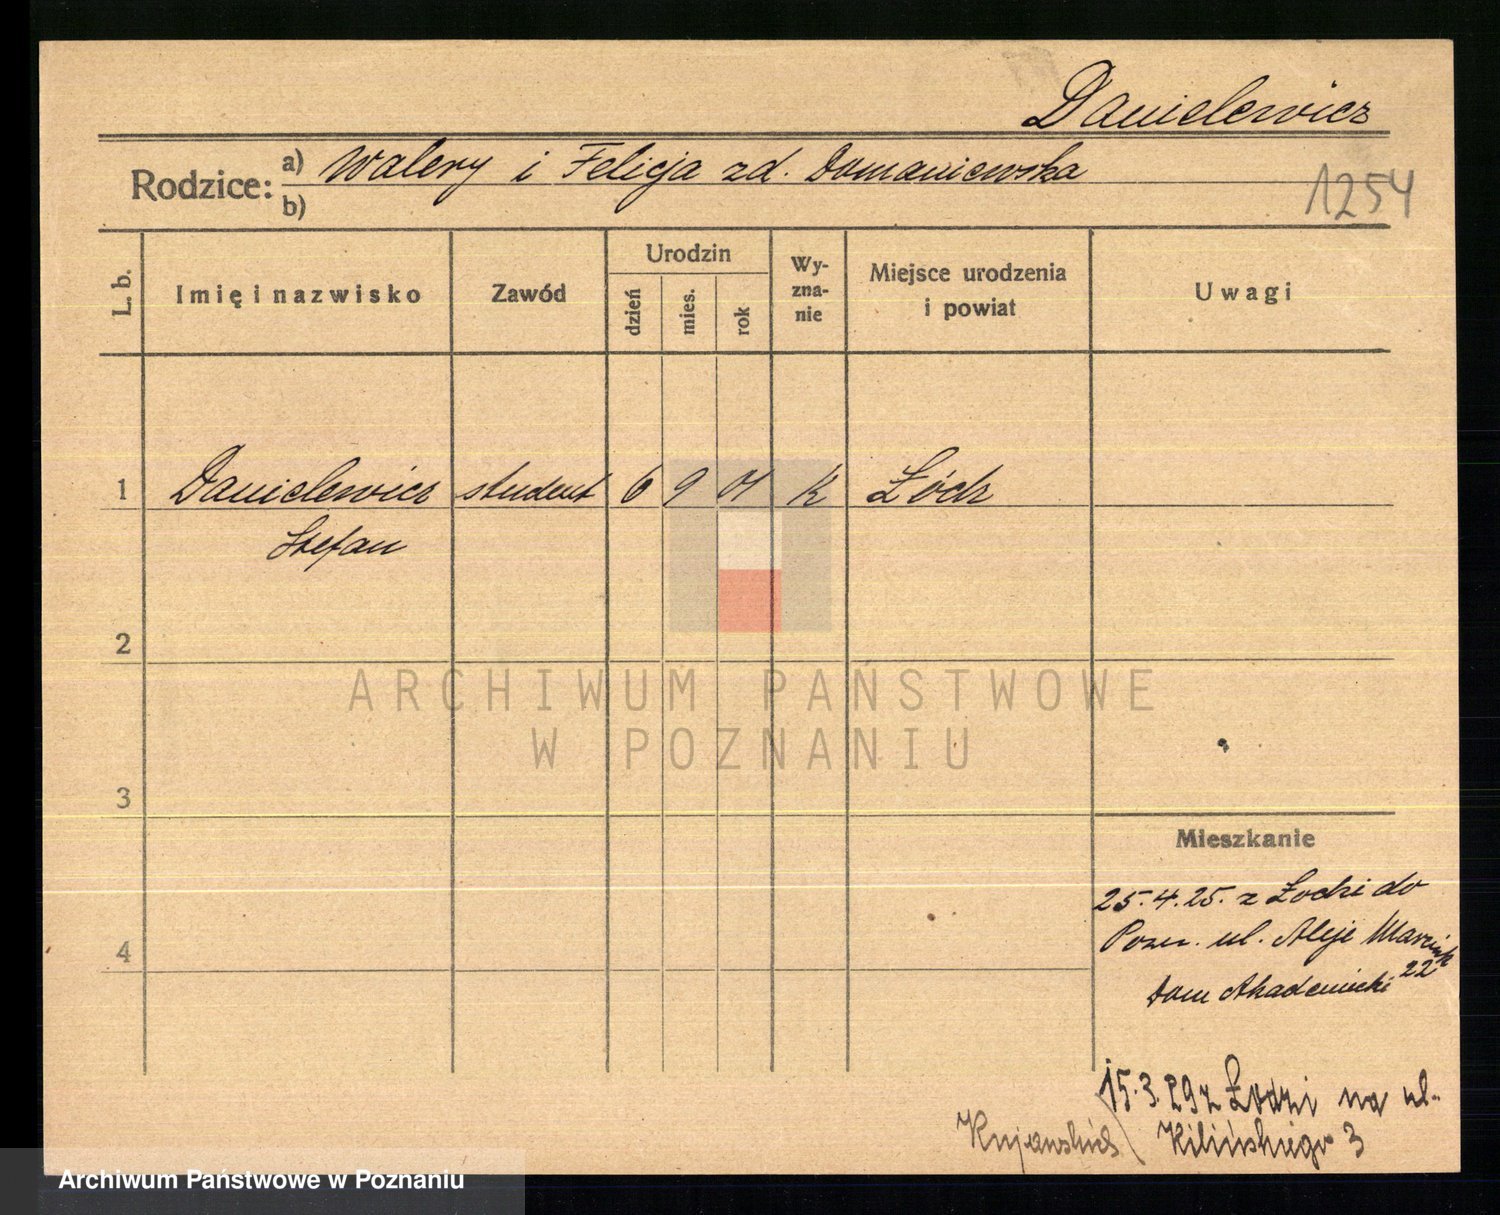 Danielewicz
Rodzice: a) Walery i Felicja zd. Domaniewska
b)
1254
L. b.
Imię i nazwisko
Zawód
Urodzin
dzień
mies.
rok
Wy-
zna-
nie
Miejsce urodzenia
i powiat
Uwagi
1 Danielewicz student 6 9 01 k Łódz
Stefan
2
3
4
Mieszkanie
25.4.25. z Łodzi do
Pozn. ul. Aleje Marcink
22
Dom Akademicki
15.3.29 z Łodzi na ul.
Kilińskiego 3
ARCHIWUM PAŃSTWOWE
W POZNANIU
Archiwum Państwowe w Poznaniu